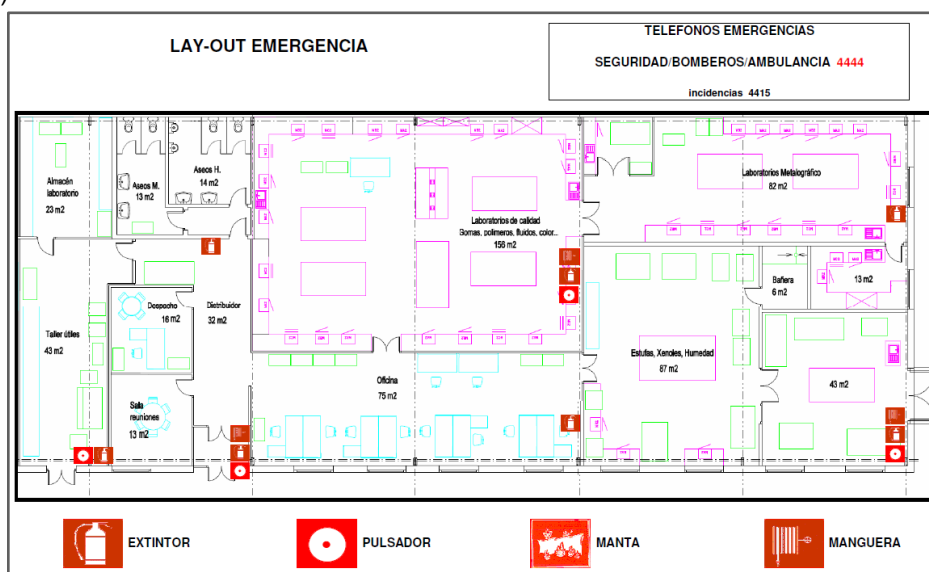 )
LAY-OUT EMERGENCIA
TELEFONOS EMERGENCIAS
SEGURIDAD/BOMBEROS/AMBULANCIA 4444
incidencias 4415
Almacén
laboratorio
23 m2
Aseos M.
13 m2
Aseos H.
14 m2
Laboratorios de calidad
Gomas, polimeros, fluidos, color...
158 m2
Laboratorios Metalográfico
82 m2
Taller útiles
43 m2
Despacho
16 m2
Distribuidor
32 m2
Bañera
6 m2
13 m2
Estufas, Xenoles, Humedad
87 m2
43 m2
Oficina
75 m2
Sala
reuniones
13 m2
EXTINTOR
PULSADOR
MANTA
MANGUERA